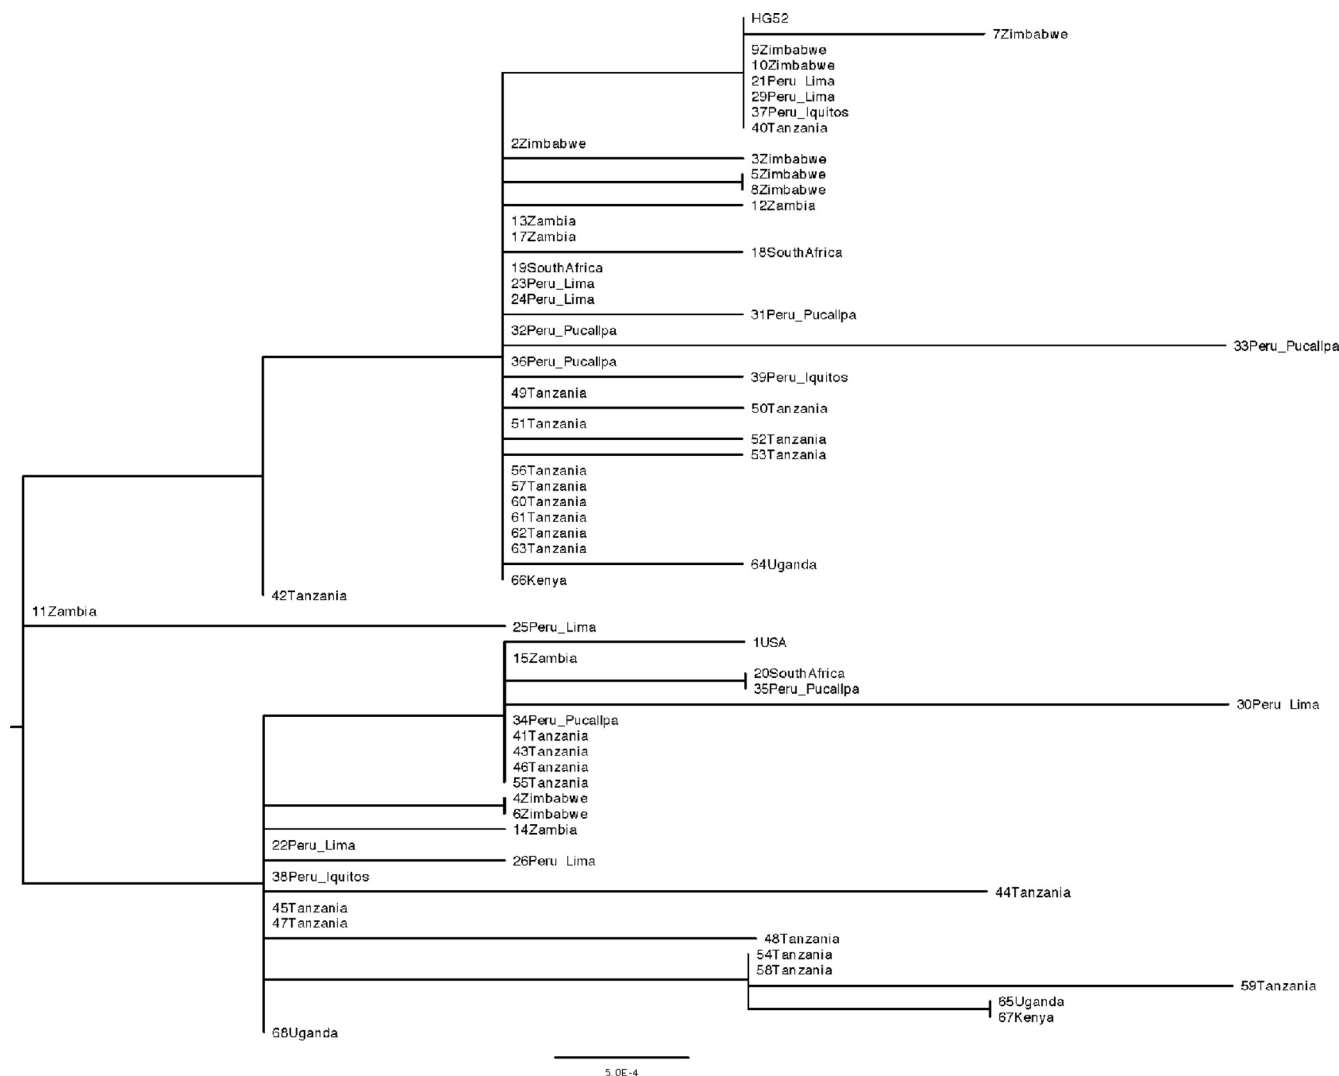 HG52
7Zimbabwe
9Zimbabwe
10Zimbabwe
21Peru_Lima
29Peru_Lima
37Peru_Iquitos
40Tanzania
2Zimbabwe
3Zimbabwe
5Zimbabwe
8Zimbabwe
12Zambia
13Zambia
17Zambia
18SouthAfrica
19SouthAfrica
23Peru_Lima
24Peru_Lima
31Peru_Pucallpa
32Peru_Pucallpa
33Peru_Pucallpa
36Peru_Pucallpa
39Peru_Iquitos
49Tanzania
50Tanzania
51Tanzania
52Tanzania
53Tanzania
56Tanzania
57Tanzania
60Tanzania
61Tanzania
62Tanzania
63Tanzania
64Uganda
66Kenya
42Tanzania
11Zambia
25Peru_Lima
1USA
15Zambia
20SouthAfrica
35Peru_Pucallpa
30Peru_Lima
34Peru_Pucallpa
41Tanzania
43Tanzania
46Tanzania
55Tanzania
4Zimbabwe
6Zimbabwe
14Zambia
22Peru_Lima
26Peru_Lima
38Peru_Iquitos
44Tanzania
45Tanzania
47Tanzania
48Tanzania
54Tanzania
58Tanzania
59Tanzania
65Uganda
67Kenya
68Uganda
5.0E-4